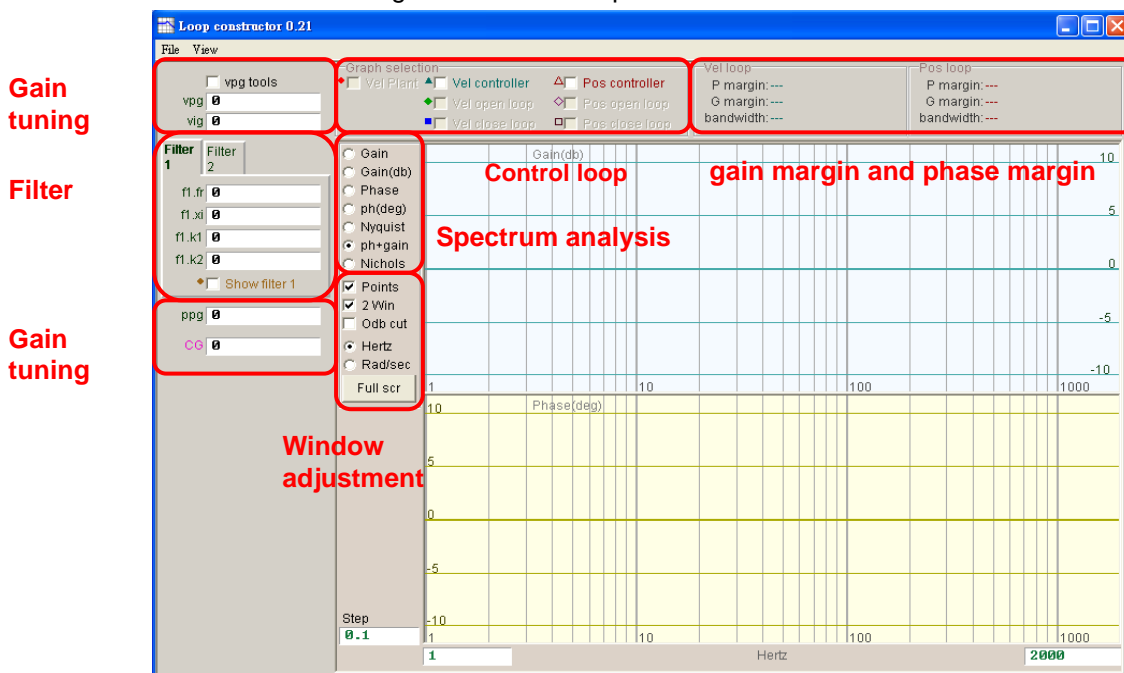 Loop constructor 0.21
File View
Gain
tuning
vpg tools
vpg 0
vig 0
Graph selection
Vel Plant
Vel controller
Pos controller
Vel open loop
Pos open loop
Vel close loop
Pos close loop
Vel loop
P margin:---
G margin:---
bandwidth:---
Pos loop
P margin:---
G margin:---
bandwidth:---
Filter
Filter
1
Filter
2
f1.fr 0
f1.xi 0
f1.k1 0
f1.k2 0
Show filter 1
Gain
tuning
ppg 0
CG 0
Gain
Gain(db)
Phase
ph(deg)
Nyquist
ph+gain
Nichols
Points
2 Win
Odb cut
Hertz
Rad/sec
Full scr
Window
adjustment
Gain(db)
Control loop
gain margin and phase margin
Spectrum analysis
10
5
0
-5
-10
1
10
100
1000
Phase(deg)
10
5
0
-5
-10
1
10
100
1000
Step
0.1
1
Hertz
2000